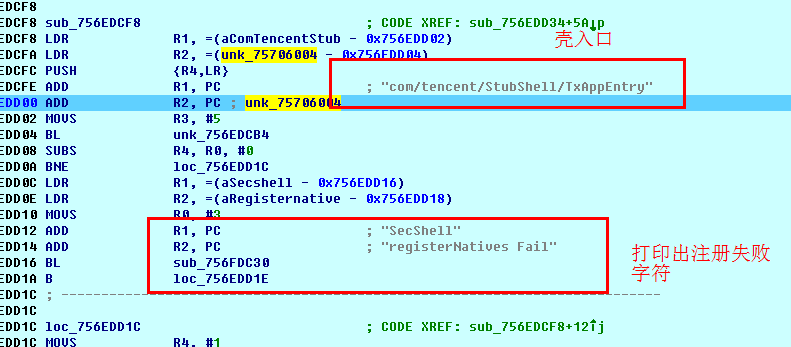 EDCF8
EDCF8 sub_756EDCF8 ; CODE XREF: sub_756EDD34+5A↓p
EDCF8 LDR R1, =(aComTencentStub - 0x756EDD02)
壳入口
EDCFA LDR R2, =(unk_75706004 - 0x756EDD04)
EDCFC PUSH {R4,LR}
EDCFE ADD R1, PC ; "com/tencent/StubShell/TxAppEntry"
EDD00 ADD R2, PC ; unk_75706004
EDD02 MOVS R3, #5
EDD04 BL unk_756EDCB4
EDD08 SUBS R4, R0, #0
EDD0A BNE loc_756EDD1C
EDD0C LDR R1, =(aSecshell - 0x756EDD16)
EDD0E LDR R2, =(aRegisternative - 0x756EDD18)
EDD10 MOVS R0, #3
EDD12 ADD R1, PC ; "SecShell"
EDD14 ADD R2, PC ; "registerNatives Fail"
打印出注册失败
字符
EDD16 BL sub_756FDC30
EDD1A B loc_756EDD1E
EDD1C ; ---------------------------------------------------------------------------
EDD1C
EDD1C loc_756EDD1C ; CODE XREF: sub_756EDCF8+12↑j
EDD1C MOVS R4, #1